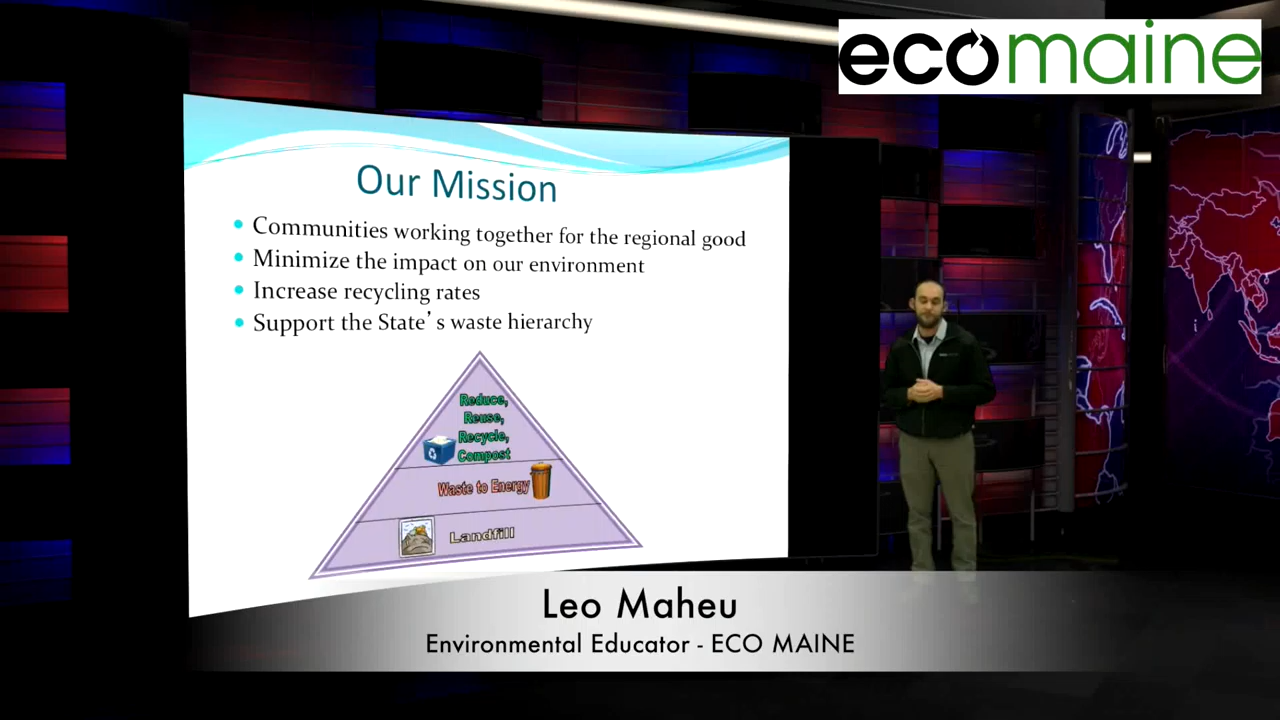 ecomaine
Our Mission
Communities working together for the regional good
Minimize the impact on our environment
Increase recycling rates
Support the State's waste hierarchy
Reduce,
Reuse,
Recycle,
Compost
Waste to Energy
Landfill
Leo Maheu
Environmental Educator - ECO MAINE